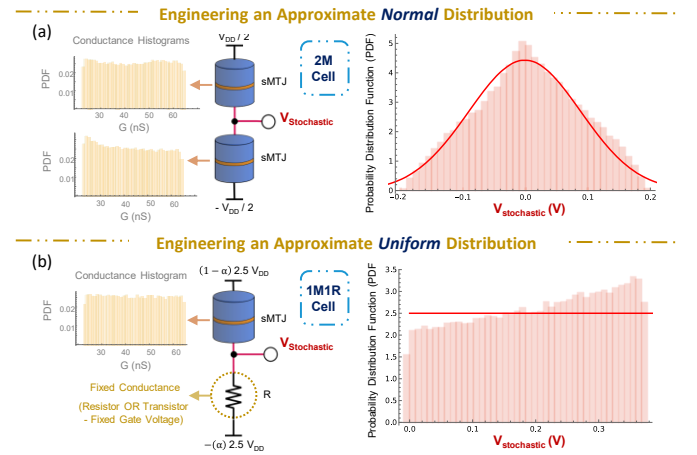 Engineering an Approximate Normal Distribution
(a)
Conductance Histograms
V_DD / 2
2M
Cell
PDF
0.02
0.01
30 40 50 60
G (nS)
sMTJ
V_Stochastic
PDF
0.02
0.01
30 40 50 60
G (nS)
sMTJ
- V_DD / 2
Probability Distribution Function (PDF)
5
4
3
2
1
0
−0.2 −0.1 0.0 0.1 0.2
V_stochastic (V)
Engineering an Approximate Uniform Distribution
(b)
Conductance Histogram
(1− α) 2.5 V_DD
1M1R
Cell
PDF
0.02
0.01
30 40 50 60
G (nS)
sMTJ
V_Stochastic
Fixed Conductance
(Resistor OR Transistor
- Fixed Gate Voltage)
R
−(α) 2.5 V_DD
Probability Distribution Function (PDF
3.5
3.0
2.5
2.0
1.5
1.0
0.5
0.0
0.0 0.1 0.2 0.3
V_stochastic (V)